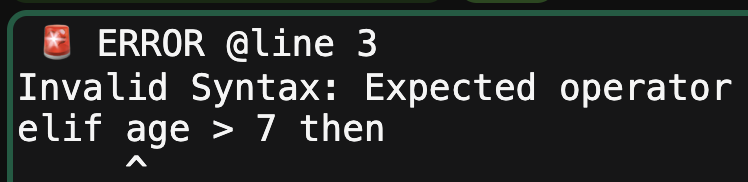 🚨 ERROR @line 3
Invalid Syntax: Expected operator
elif age > 7 then
     ^